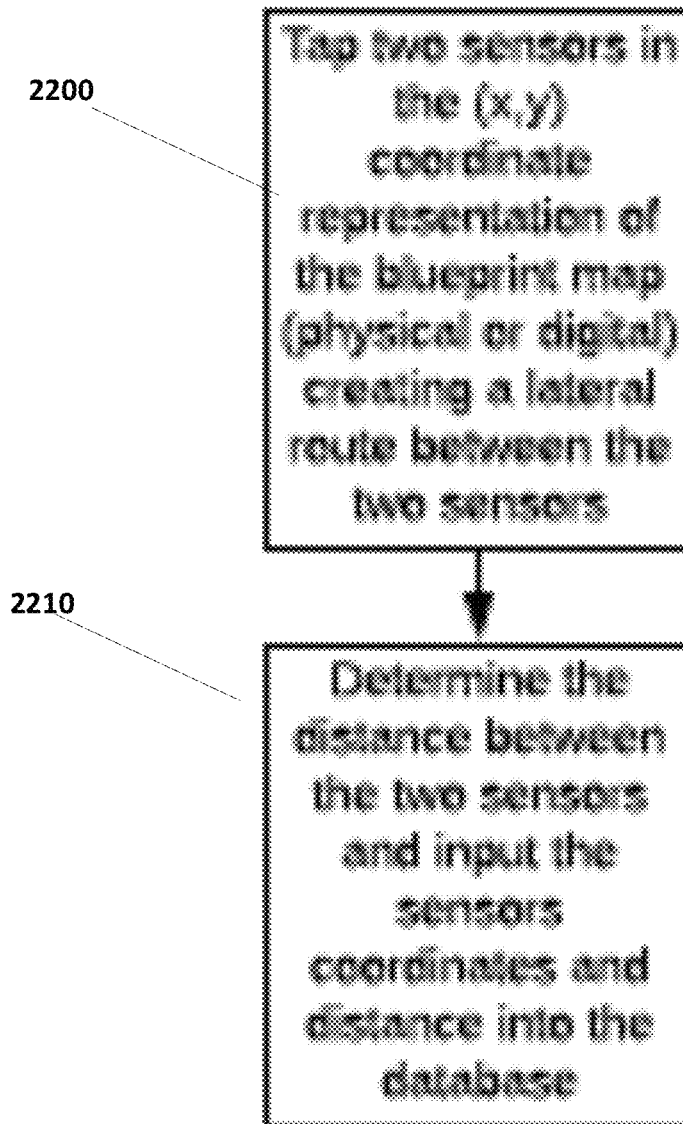 2200
Tap two sensors in
the (x,y)
coordinate
representation of
the blueprint map
(physical or digital)
creating a lateral
route between the
two sensors
2210
Determine the
distance between
the two sensors
and input the
sensors
coordinates and
distance into the
database